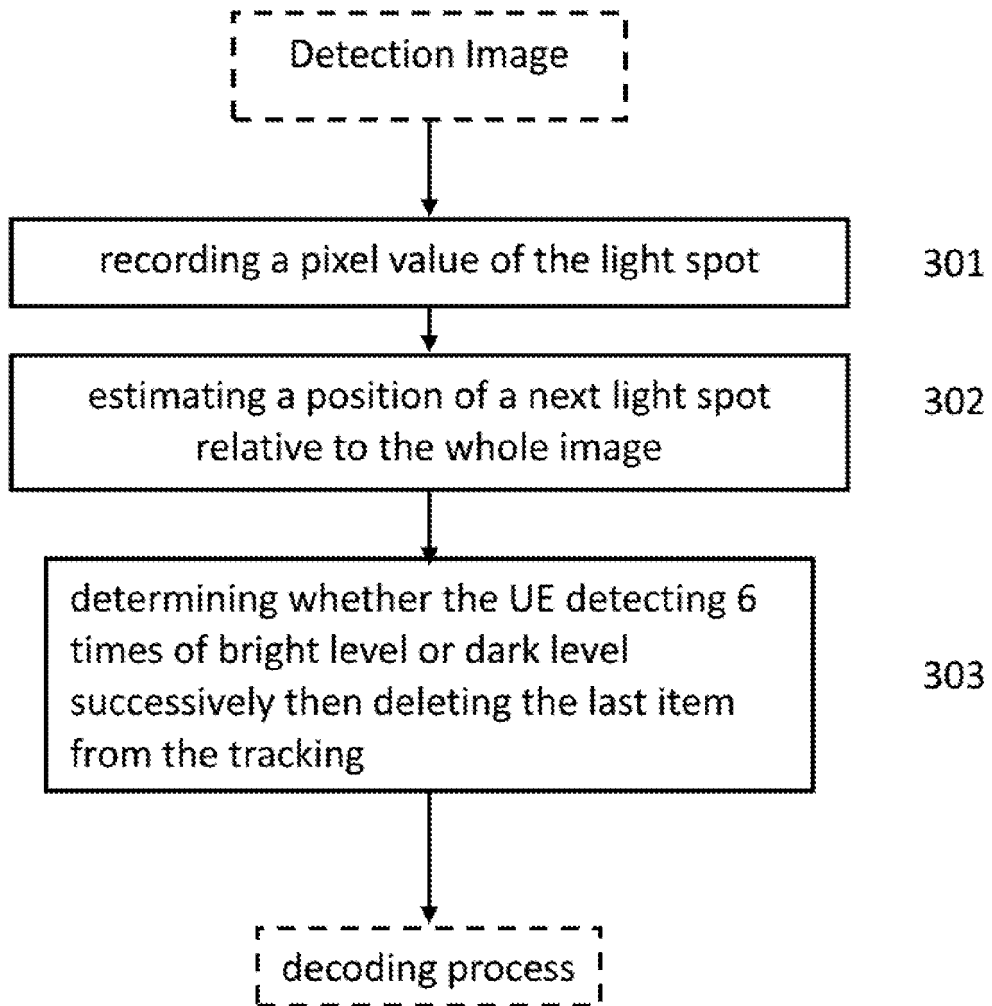 Detection Image
recording a pixel value of the light spot
301
estimating a position of a next light spot
relative to the whole image
302
determining whether the UE detecting 6
times of bright level or dark level
successively then deleting the last item
from the tracking
303
decoding process